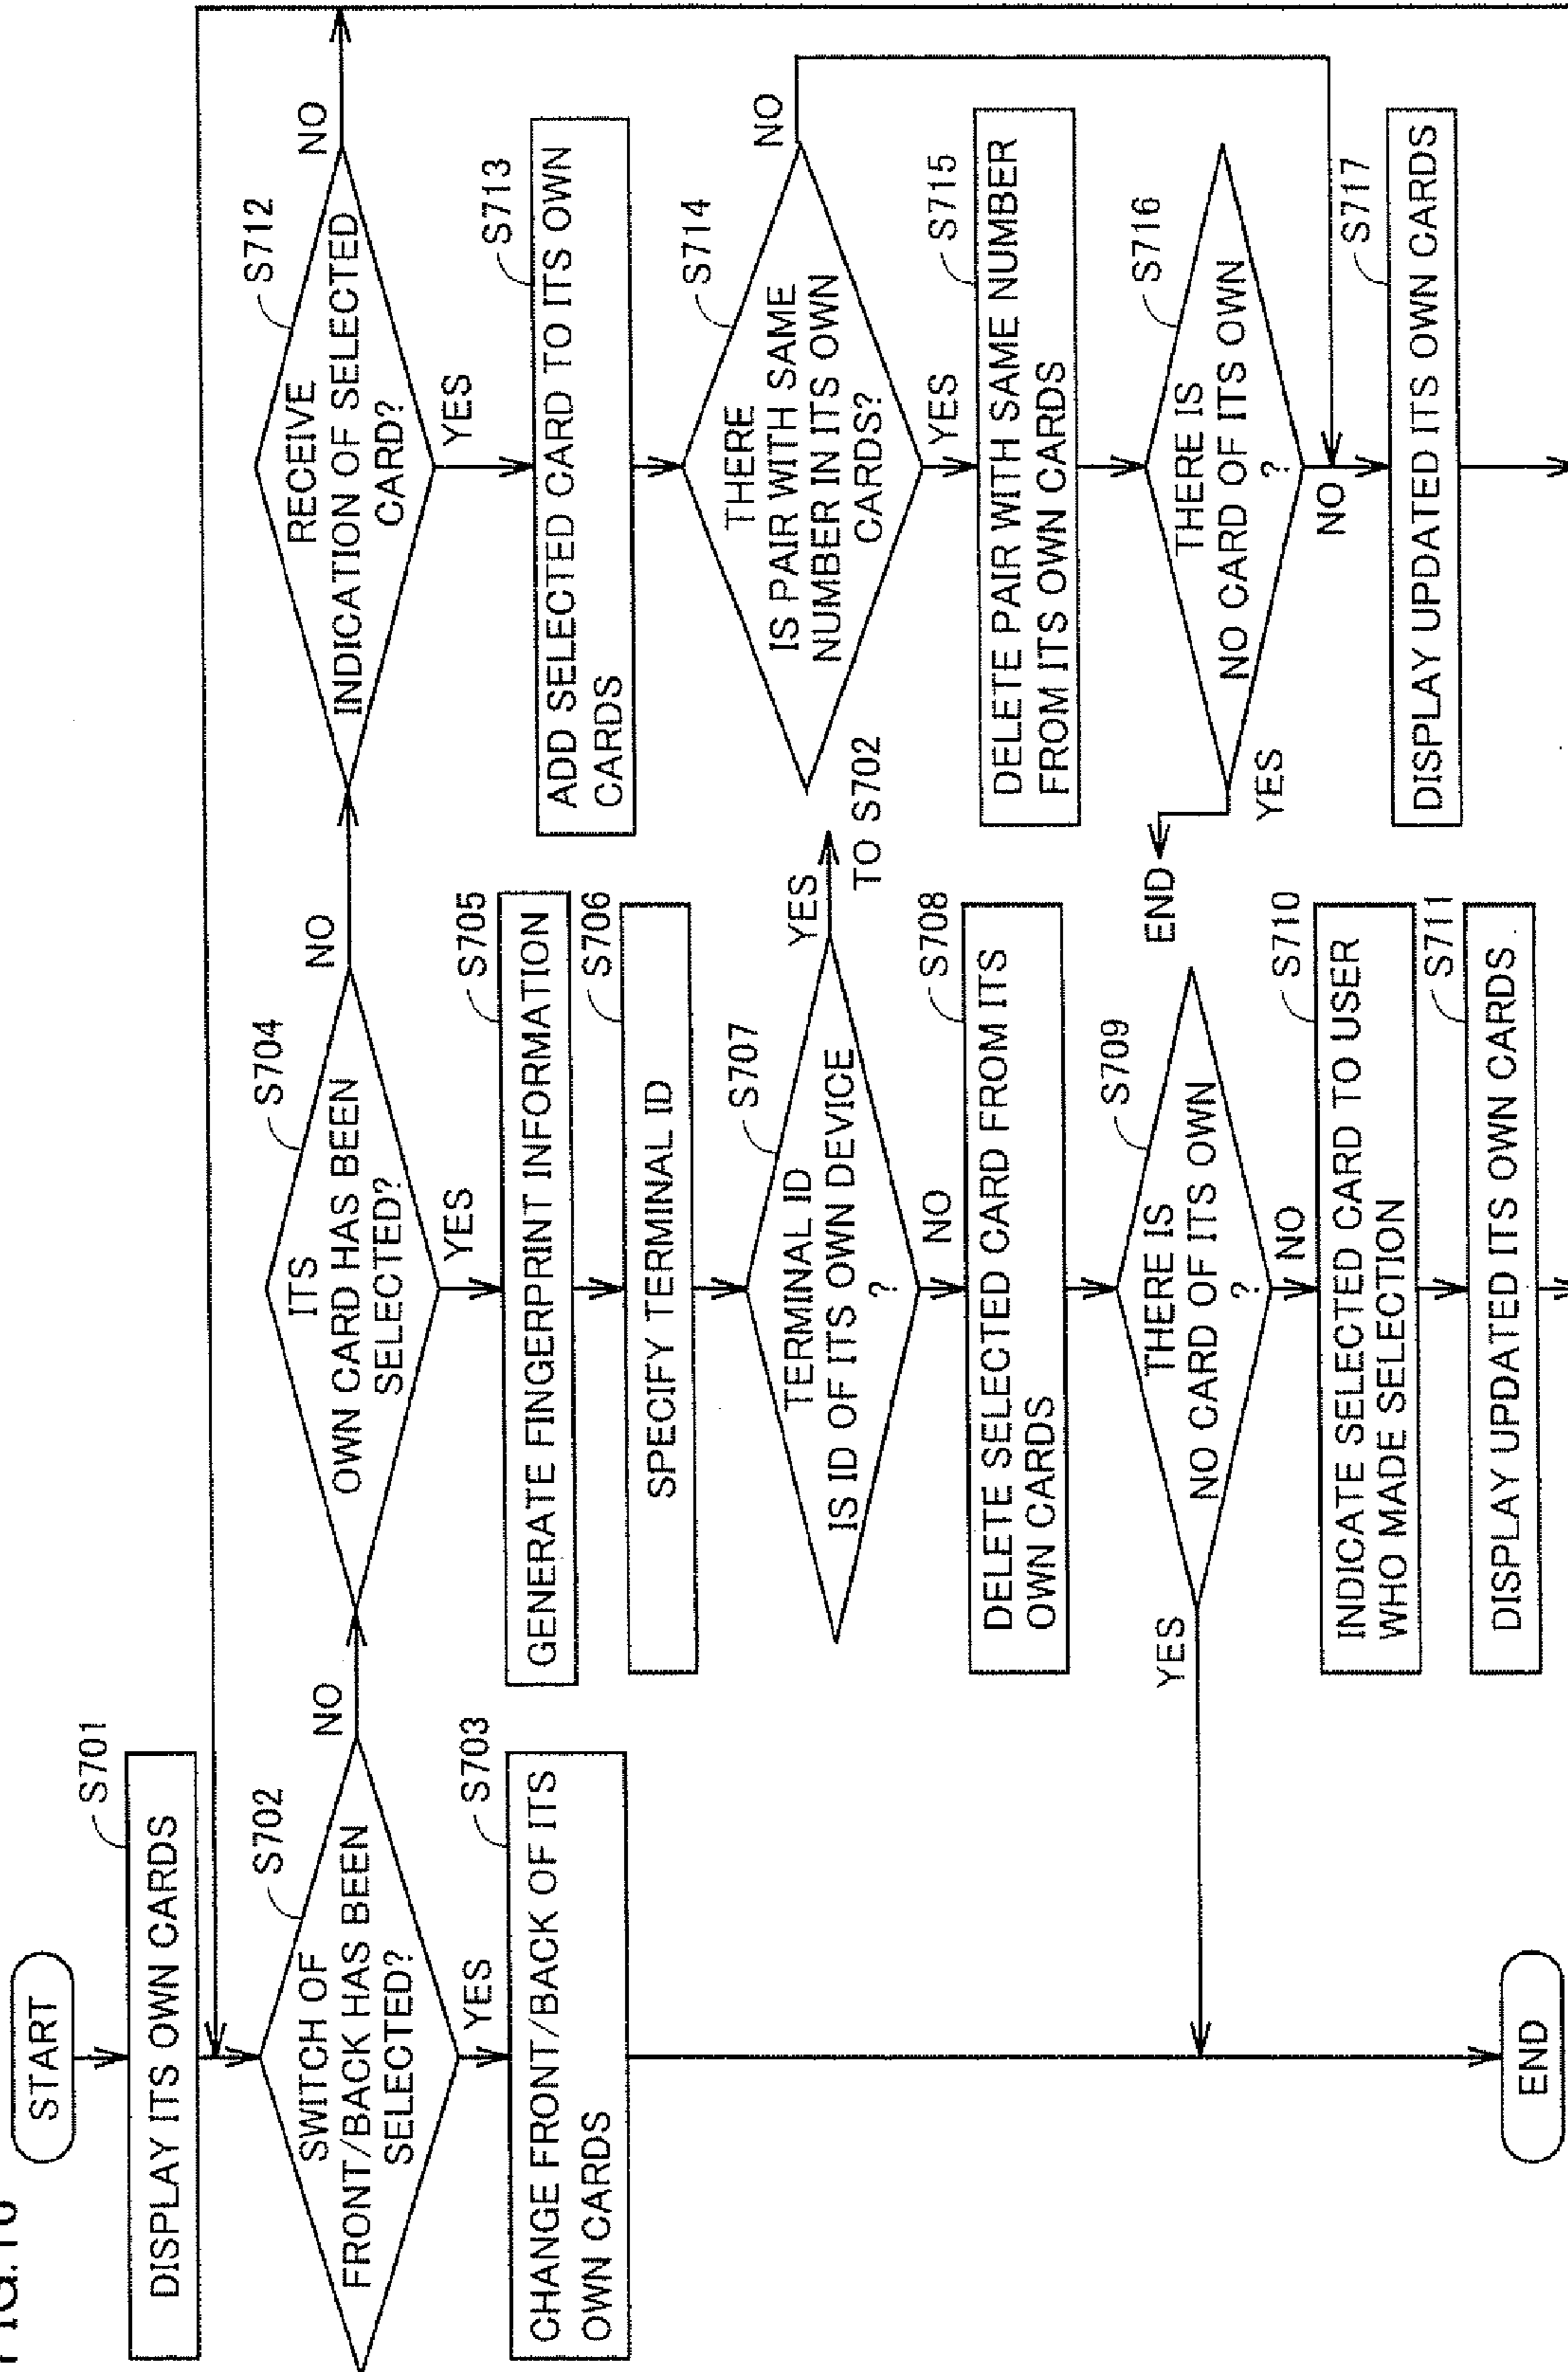 START
S701
DISPLAY ITS OWN CARDS
S702
SWITCH OF
FRONT/BACK HAS BEEN
SELECTED?
NO
YES
S703
CHANGE FRONT/BACK OF ITS
OWN CARDS
END
S704
ITS
OWN CARD HAS BEEN
SELECTED?
NO
YES
S705
GENERATE FINGERPRINT INFORMATION
S706
SPECIFY TERMINAL ID
S707
TERMINAL ID
IS ID OF ITS OWN DEVICE
?
YES
TO S702
NO
S708
DELETE SELECTED CARD FROM ITS
OWN CARDS
S709
THERE IS
NO CARD OF ITS OWN
?
YES
NO
S710
INDICATE SELECTED CARD TO USER
WHO MADE SELECTION
S711
DISPLAY UPDATED ITS OWN CARDS
S712
RECEIVE
INDICATION OF SELECTED
CARD?
NO
YES
S713
ADD SELECTED CARD TO ITS OWN
CARDS
S714
THERE
IS PAIR WITH SAME
NUMBER IN ITS OWN
CARDS?
NO
YES
S715
DELETE PAIR WITH SAME NUMBER
FROM ITS OWN CARDS
S716
THERE IS
NO CARD OF ITS OWN
?
END
YES
NO
S717
DISPLAY UPDATED ITS OWN CARDS